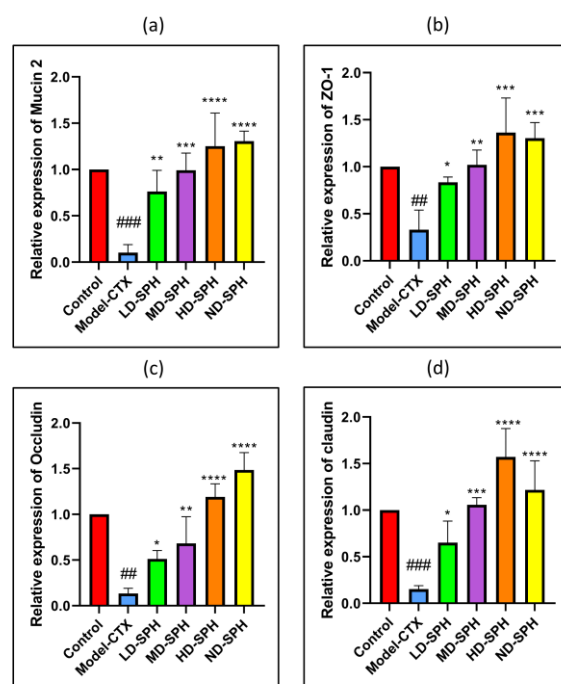 (a)
Relative expression of Mucin 2
2.0
1.5
1.0
0.5
0.0
###
**
***
****
****
Control
Model-CTX
LD-SPH
MD-SPH
HD-SPH
ND-SPH
(b)
Relative expression of ZO-1
2.0
1.5
1.0
0.5
0.0
##
*
**
***
***
Control
Model-CTX
LD-SPH
MD-SPH
HD-SPH
ND-SPH
(c)
Relative expression of Occludin
2.0
1.5
1.0
0.5
0.0
##
*
**
****
****
Control
Model-CTX
LD-SPH
MD-SPH
HD-SPH
ND-SPH
(d)
Relative expression of claudin
2.0
1.5
1.0
0.5
0.0
###
*
***
****
****
Control
Model-CTX
LD-SPH
MD-SPH
HD-SPH
ND-SPH